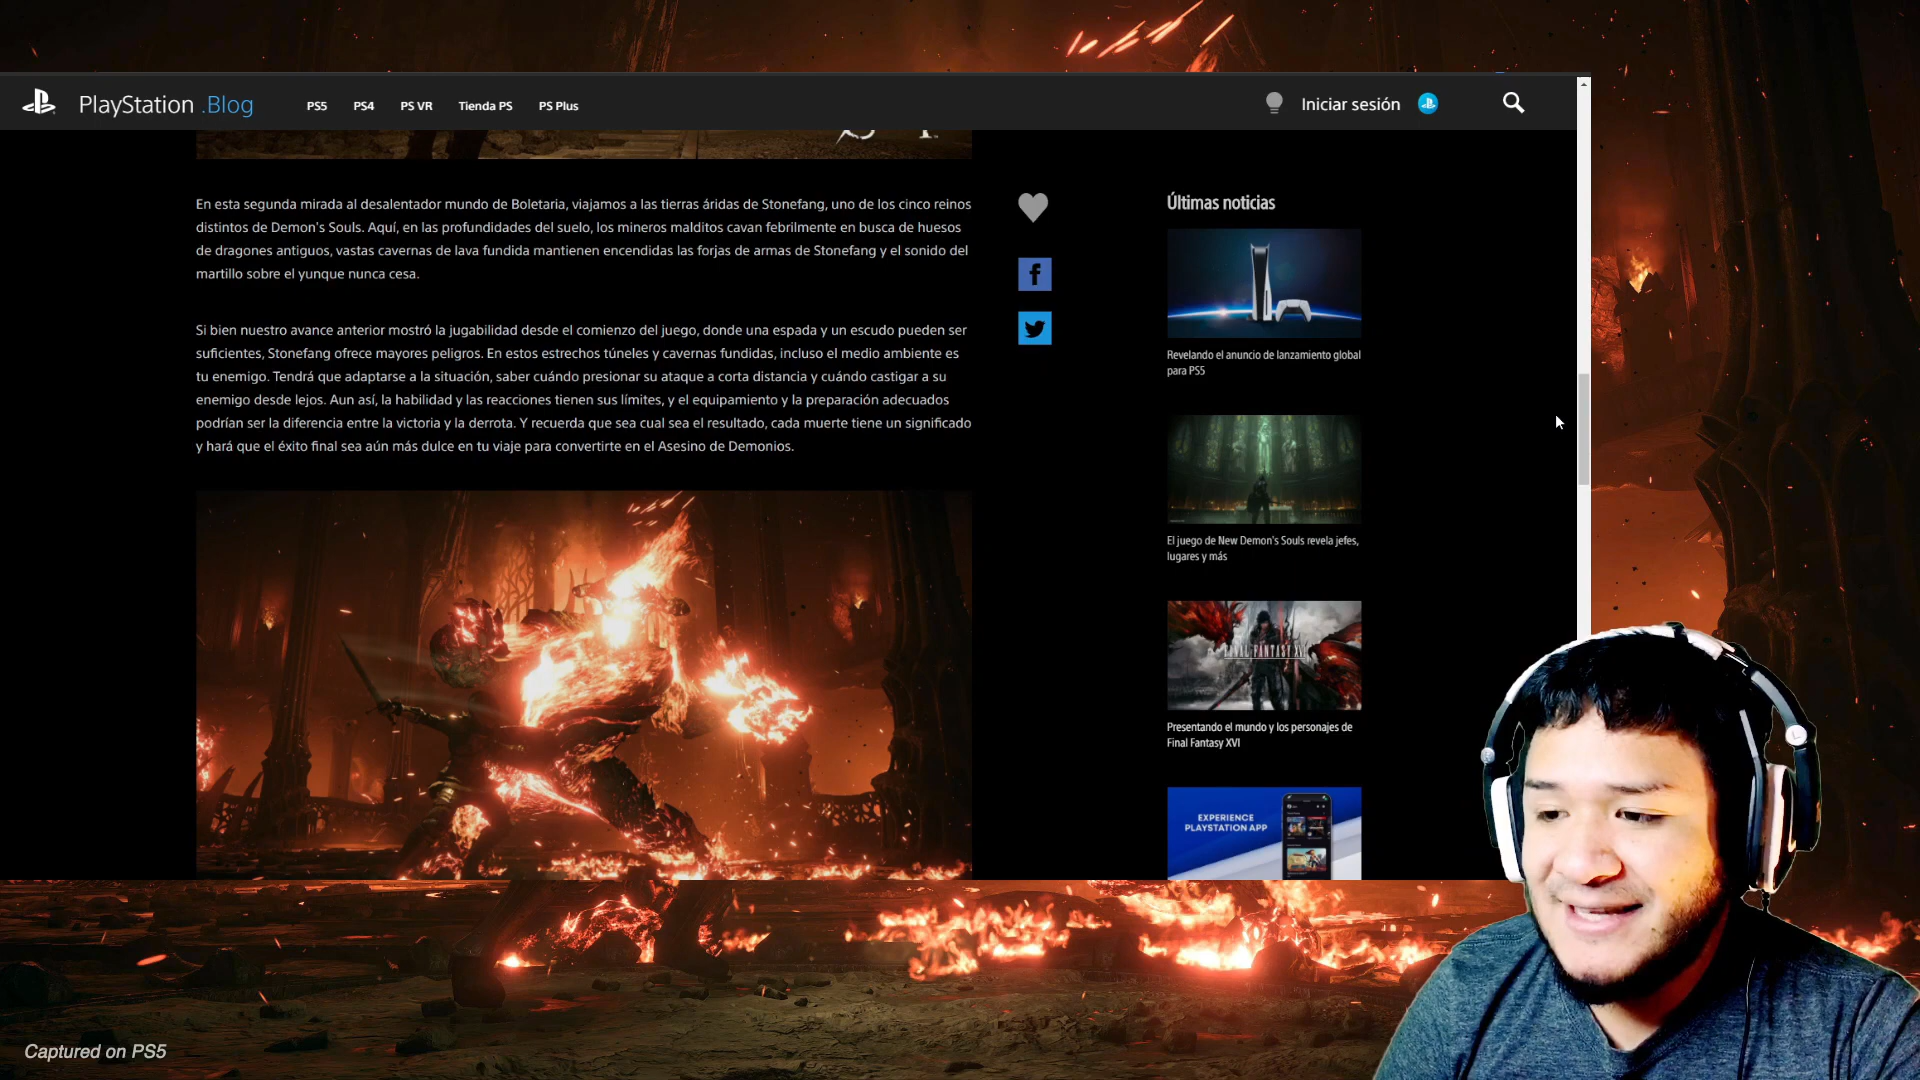 PlayStation .Blog
PS5 PS4 PS VR Tienda PS PS Plus
Iniciar sesión
En esta segunda mirada al desalentador mundo de Boletaria, viajamos a las tierras áridas de Stonefang, uno de los cinco reinos
distintos de Demon's Souls. Aquí, en las profundidades del suelo, los mineros malditos cavan febrilmente en busca de huesos
de dragones antiguos, vastas cavernas de lava fundida mantienen encendidas las forjas de armas de Stonefang y el sonido del
martillo sobre el yunque nunca cesa.
Si bien nuestro avance anterior mostró la jugabilidad desde el comienzo del juego, donde una espada y un escudo pueden ser
suficientes, Stonefang ofrece mayores peligros. En estos estrechos túneles y cavernas fundidas, incluso el medio ambiente es
tu enemigo. Tendrá que adaptarse a la situación, saber cuándo presionar su ataque a corta distancia y cuándo castigar a su
enemigo desde lejos. Aun así, la habilidad y las reacciones tienen sus límites, y el equipamiento y la preparación adecuados
podrían ser la diferencia entre la victoria y la derrota. Y recuerda que sea cual sea el resultado, cada muerte tiene un significado
y hará que el éxito final sea aún más dulce en tu viaje para convertirte en el Asesino de Demonios.
Últimas noticias
Revelando el anuncio de lanzamiento global
para PS5
El juego de New Demon's Souls revela jefes,
lugares y más
FINAL FANTASY XVI
Presentando el mundo y los personajes de
Final Fantasy XVI
EXPERIENCE
PLAYSTATION APP
Captured on PS5